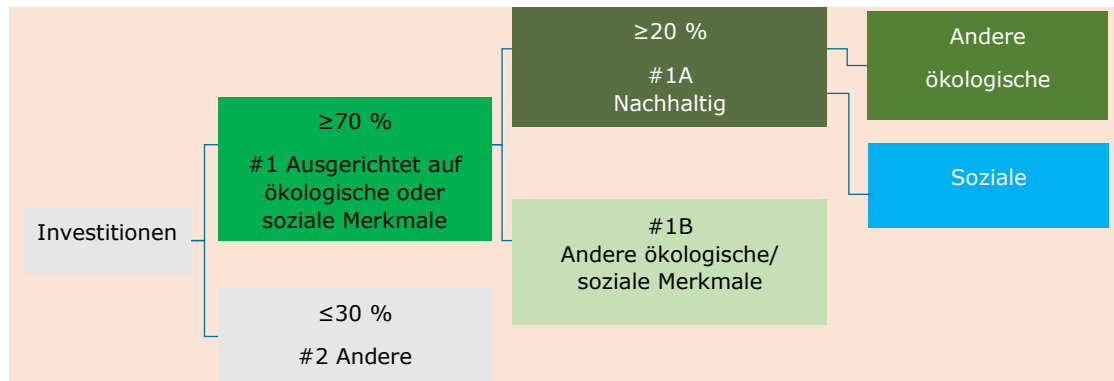 Investitionen
≥70 %
#1 Ausgerichtet auf
ökologische oder
soziale Merkmale
≤30 %
#2 Andere
≥20 %
#1A
Nachhaltig
#1B
Andere ökologische/
soziale Merkmale
Andere
ökologische
Soziale